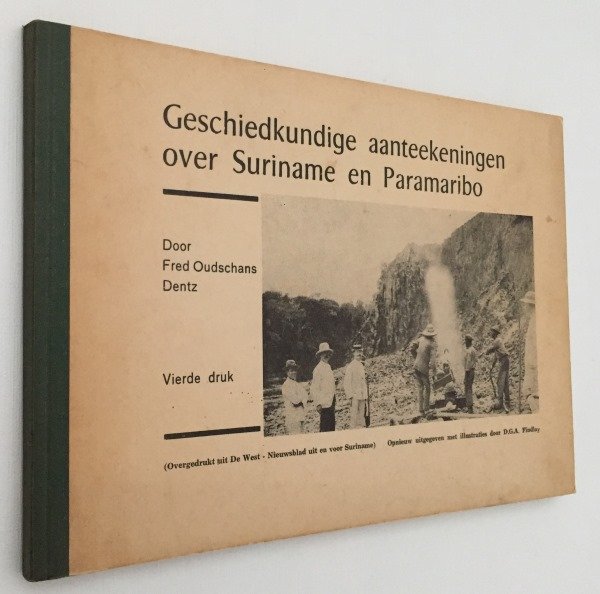 Geschiedkundige aanteekeningen
over Suriname en Paramaribo
Door
Fred Oudschans
Dentz
Vierde druk
(Overgedrukt uit De West - Nieuwsblad uit en voor Suriname) Opnieuw uitgegeven met illustraties door D.G.A. Findlay